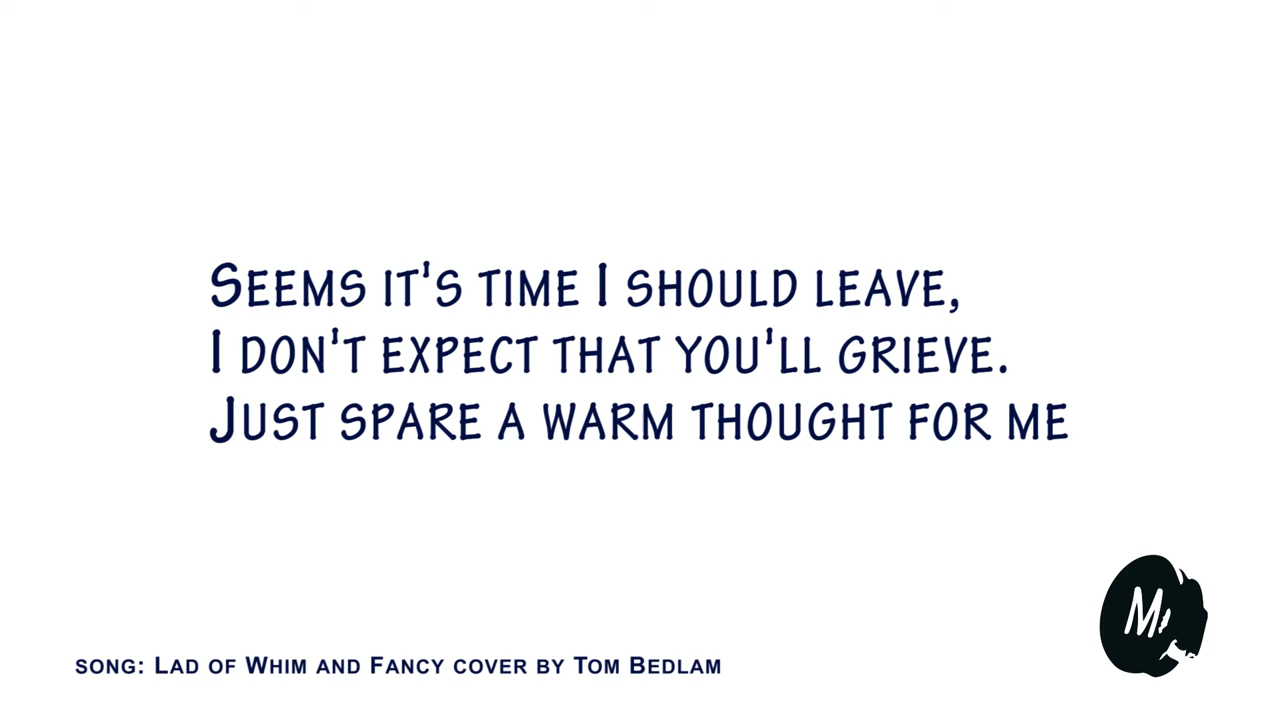 Seems it's time I should leave,
I don't expect that you'll grieve.
Just spare a warm thought for me
song: Lad of Whim and Fancy cover by Tom Bedlam
M